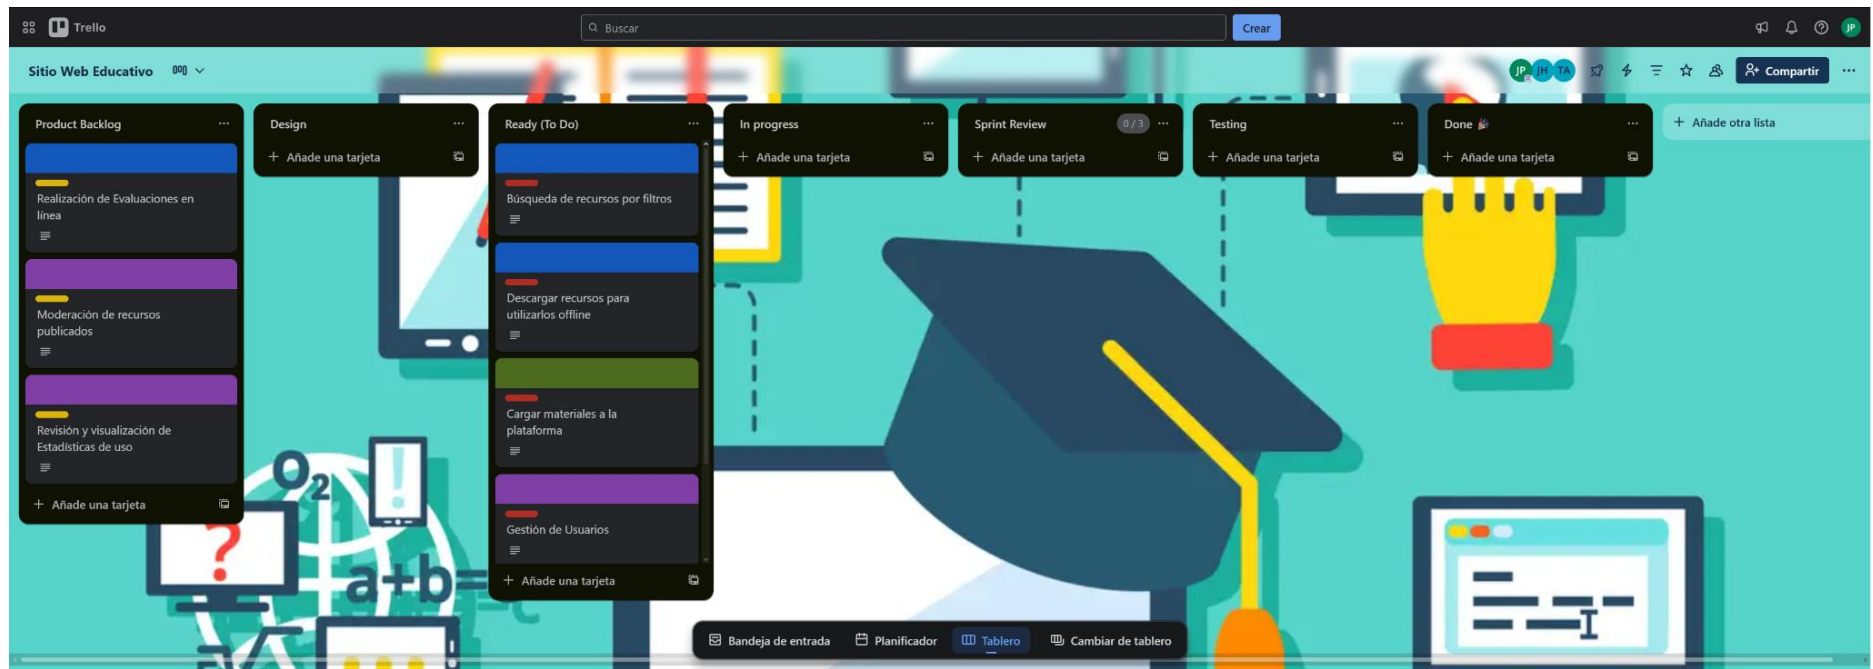 Trello
Buscar
Crear
JP
Sitio Web Educativo
JP JH TA
Compartir
Product Backlog
Realización de Evaluaciones en
línea
Moderación de recursos
publicados
Revisión y visualización de
Estadísticas de uso
+ Añade una tarjeta
Design
+ Añade una tarjeta
Ready (To Do)
Búsqueda de recursos por filtros
Descargar recursos para
utilizarlos offline
Cargar materiales a la
plataforma
Gestión de Usuarios
+ Añade una tarjeta
In progress
+ Añade una tarjeta
Sprint Review 0 / 3
+ Añade una tarjeta
Testing
+ Añade una tarjeta
Done 🎉
+ Añade una tarjeta
+ Añade otra lista
O2
!
?
a+b=c
Bandeja de entrada Planificador Tablero Cambiar de tablero